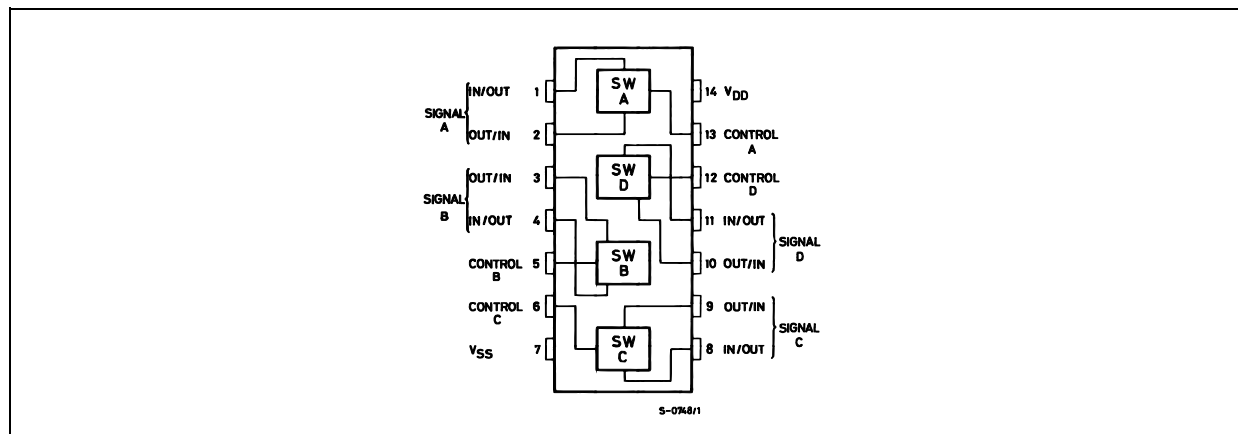 IN/OUT 1
SIGNAL A
OUT/IN 2
OUT/IN 3
SIGNAL B
IN/OUT 4
CONTROL B 5
CONTROL C 6
VSS 7
SW A
SW D
SW B
SW C
14 VDD
13 CONTROL A
12 CONTROL D
11 IN/OUT
SIGNAL D
10 OUT/IN
9 OUT/IN
SIGNAL C
8 IN/OUT
S-0748/1